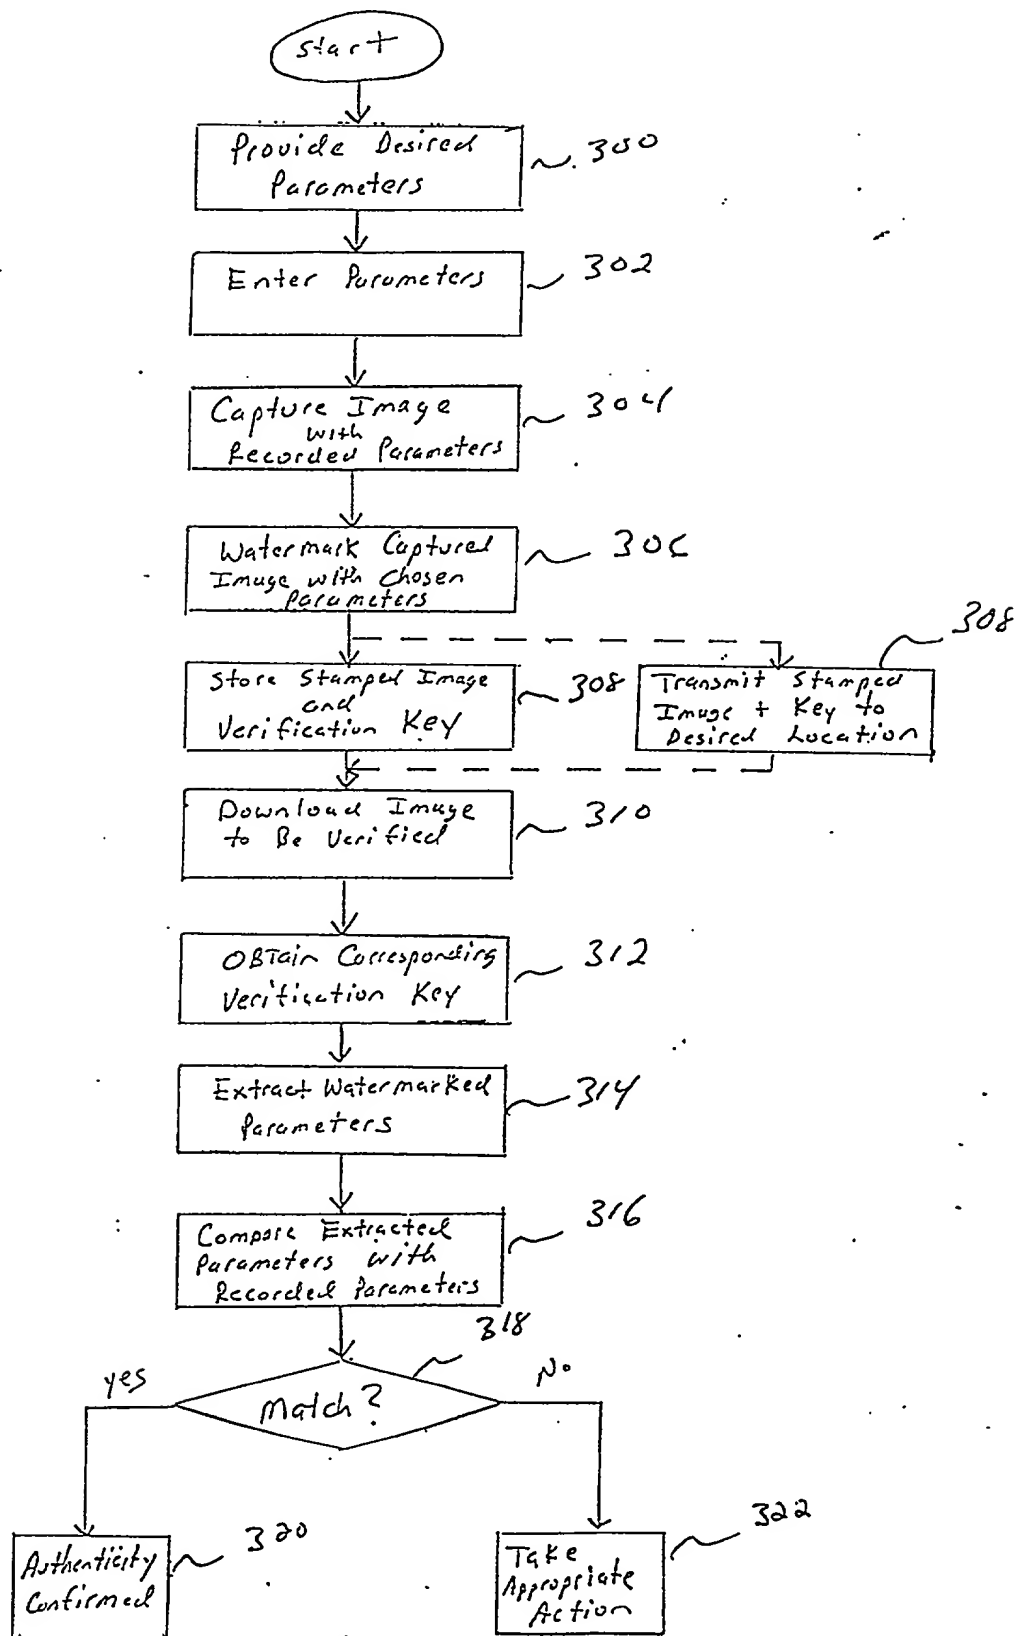 Start
Provide Desired
Parameters
300
Enter Parameters
302
Capture Image
with
Recorded Parameters
304
Watermark Captured
Image with Chosen
Parameters
306
Store Stamped Image
and
Verification Key
308
Transmit Stamped
Image + Key to
Desired Location
308
Download Image
to Be Verified
310
OBTain Corresponding
Verification Key
312
Extract Watermarked
Parameters
314
Compare Extracted
Parameters with
Recorded Parameters
316
318
yes
Match?
No
Authenticity
Confirmed
320
Take
Appropriate
Action
322